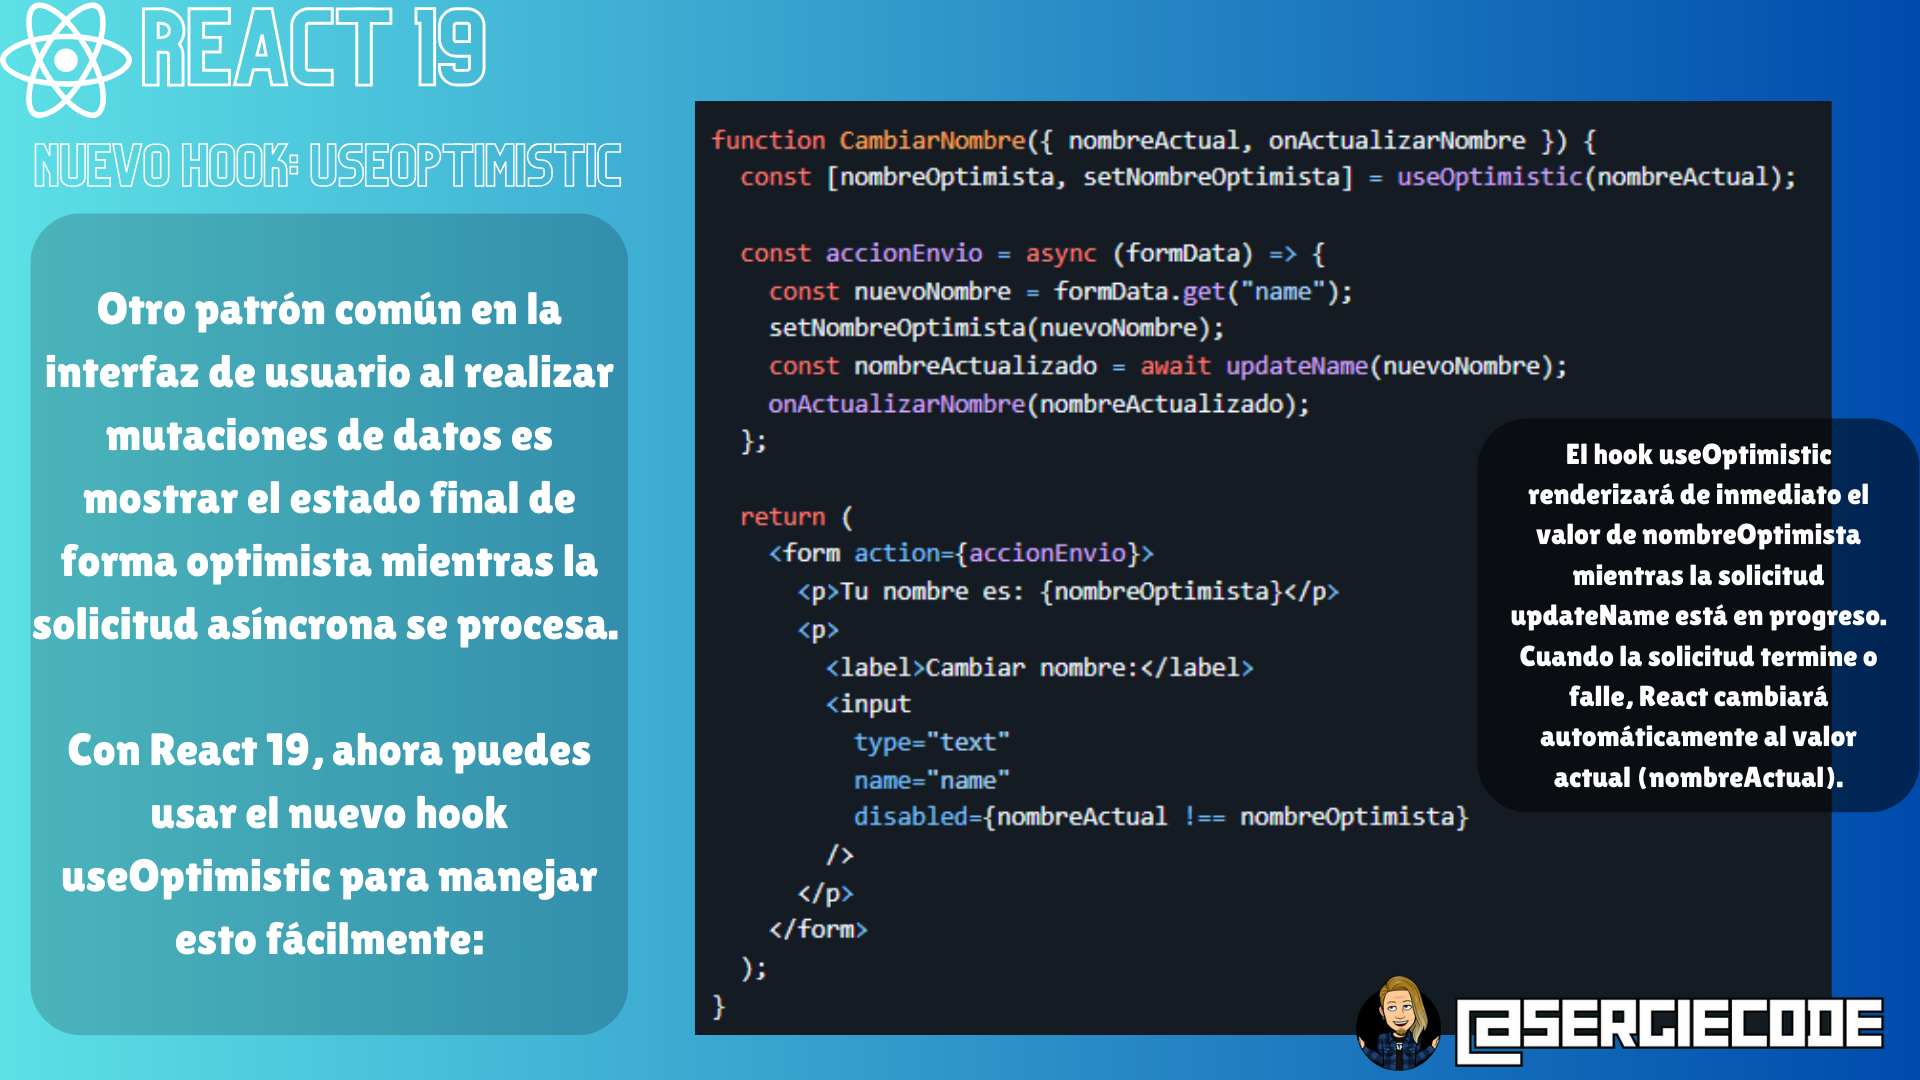 REACT 19
NUEVO HOOK: USEOPTIMISTIC
Otro patrón común en la
interfaz de usuario al realizar
mutaciones de datos es
mostrar el estado final de
forma optimista mientras la
solicitud asíncrona se procesa.
Con React 19, ahora puedes
usar el nuevo hook
useOptimistic para manejar
esto fácilmente:
function CambiarNombre({ nombreActual, onActualizarNombre }) {
  const [nombreOptimista, setNombreOptimista] = useOptimistic(nombreActual);
  const accionEnvio = async (formData) => {
    const nuevoNombre = formData.get("name");
    setNombreOptimista(nuevoNombre);
    const nombreActualizado = await updateName(nuevoNombre);
    onActualizarNombre(nombreActualizado);
  };
  return (
    <form action={accionEnvio}>
      <p>Tu nombre es: {nombreOptimista}</p>
      <p>
        <label>Cambiar nombre:</label>
        <input
          type="text"
          name="name"
          disabled={nombreActual !== nombreOptimista}
        />
      </p>
    </form>
  );
}
El hook useOptimistic
renderizará de inmediato el
valor de nombreOptimista
mientras la solicitud
updateName está en progreso.
Cuando la solicitud termine o
falle, React cambiará
automáticamente al valor
actual (nombreActual).
@SERGIECODE